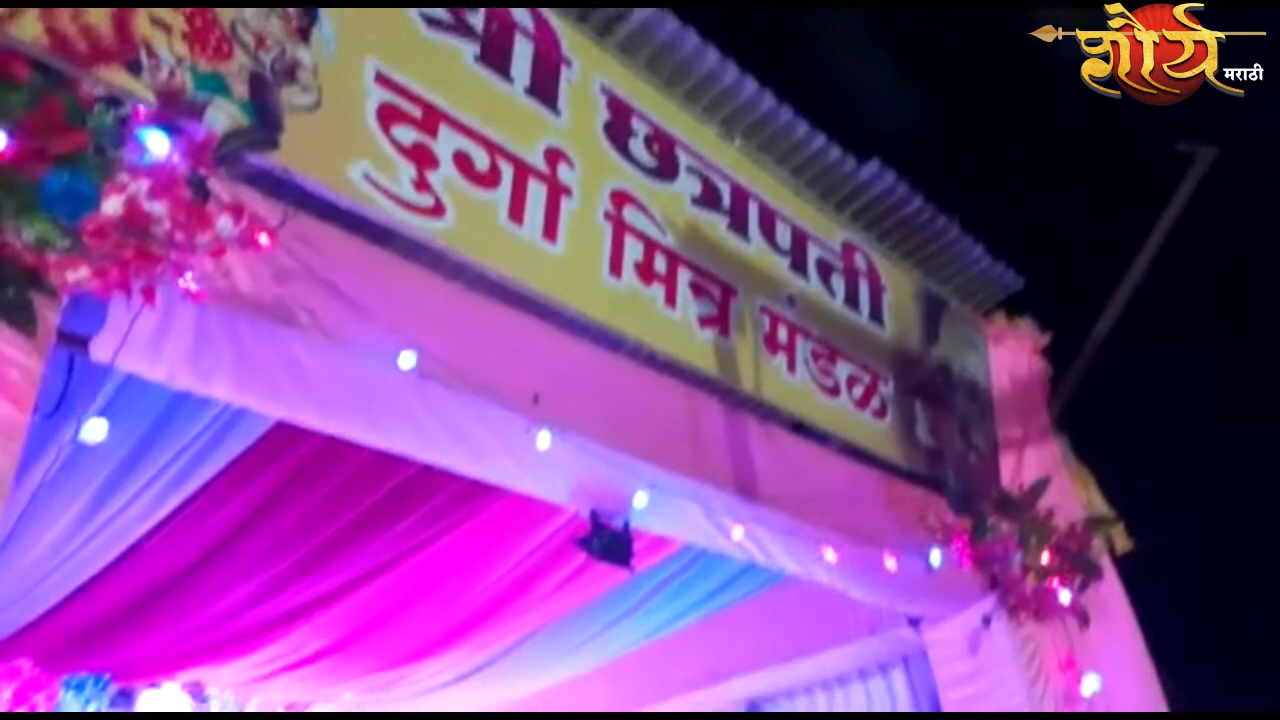 शौर्य
मराठी
श्री छत्रपती
दुर्गा मित्र मंडळ